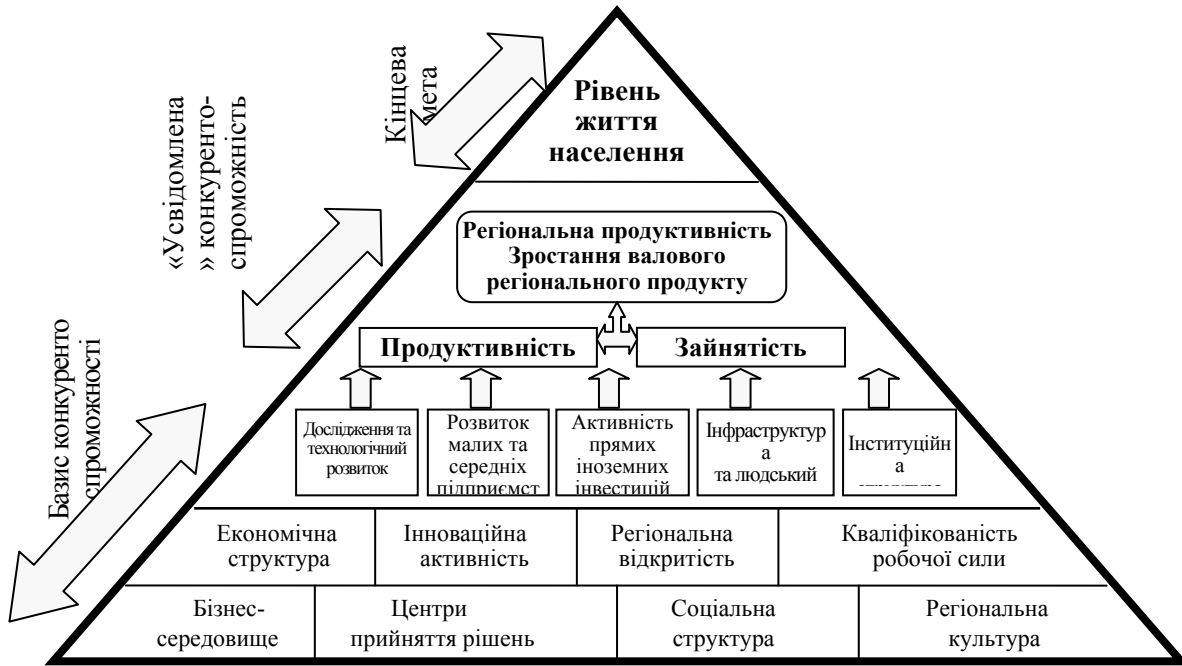 Кінцева
мета
«Усвідомлена
» конкуренто-
спроможність
Базис конкуренто
спроможності
Рівень
життя
населення
Регіональна продуктивність
Зростання валового
регіонального продукту
Продуктивність
Зайнятість
Дослідження та
технологічний
розвиток
Розвиток
малих та
середніх
підприємст
Активність
прямих
іноземних
інвестицій
Інфраструктур
а
та людський
Інституційн
а
Економічна
структура
Інноваційна
активність
Регіональна
відкритість
Кваліфікованість
робочої сили
Бізнес-
середовище
Центри
прийняття рішень
Соціальна
структура
Регіональна
культура